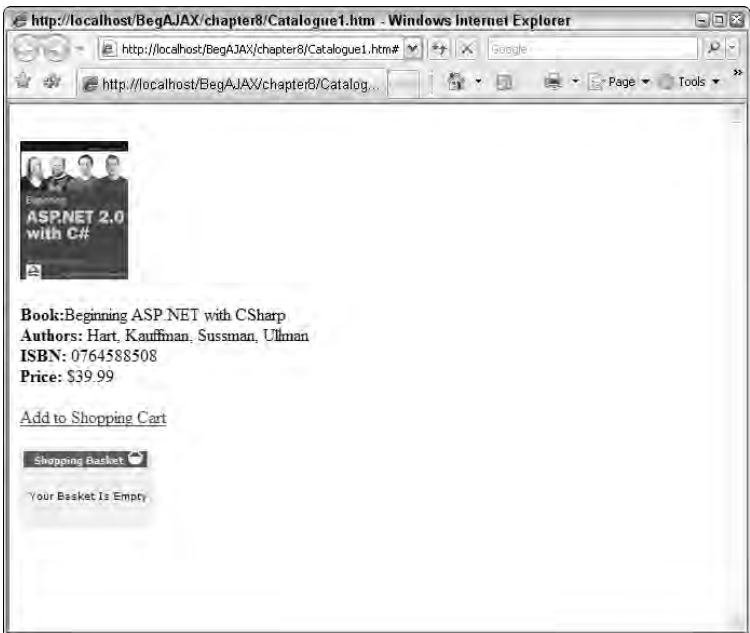 http://localhost/BegAJAX/chapter8/Catalogue1.htm - Windows Internet Explorer
http://localhost/BegAJAX/chapter8/Catalogue1.htm#
Google
http://localhost/BegAJAX/chapter8/Catalog...
Page
Tools
Beginning
ASP.NET 2.0
with C#
Book:Beginning ASP.NET with CSharp
Authors: Hart, Kauffman, Sussman, Ullman
ISBN: 0764588508
Price: $39.99
Add to Shopping Cart
Shopping Basket
Your Basket Is Empty